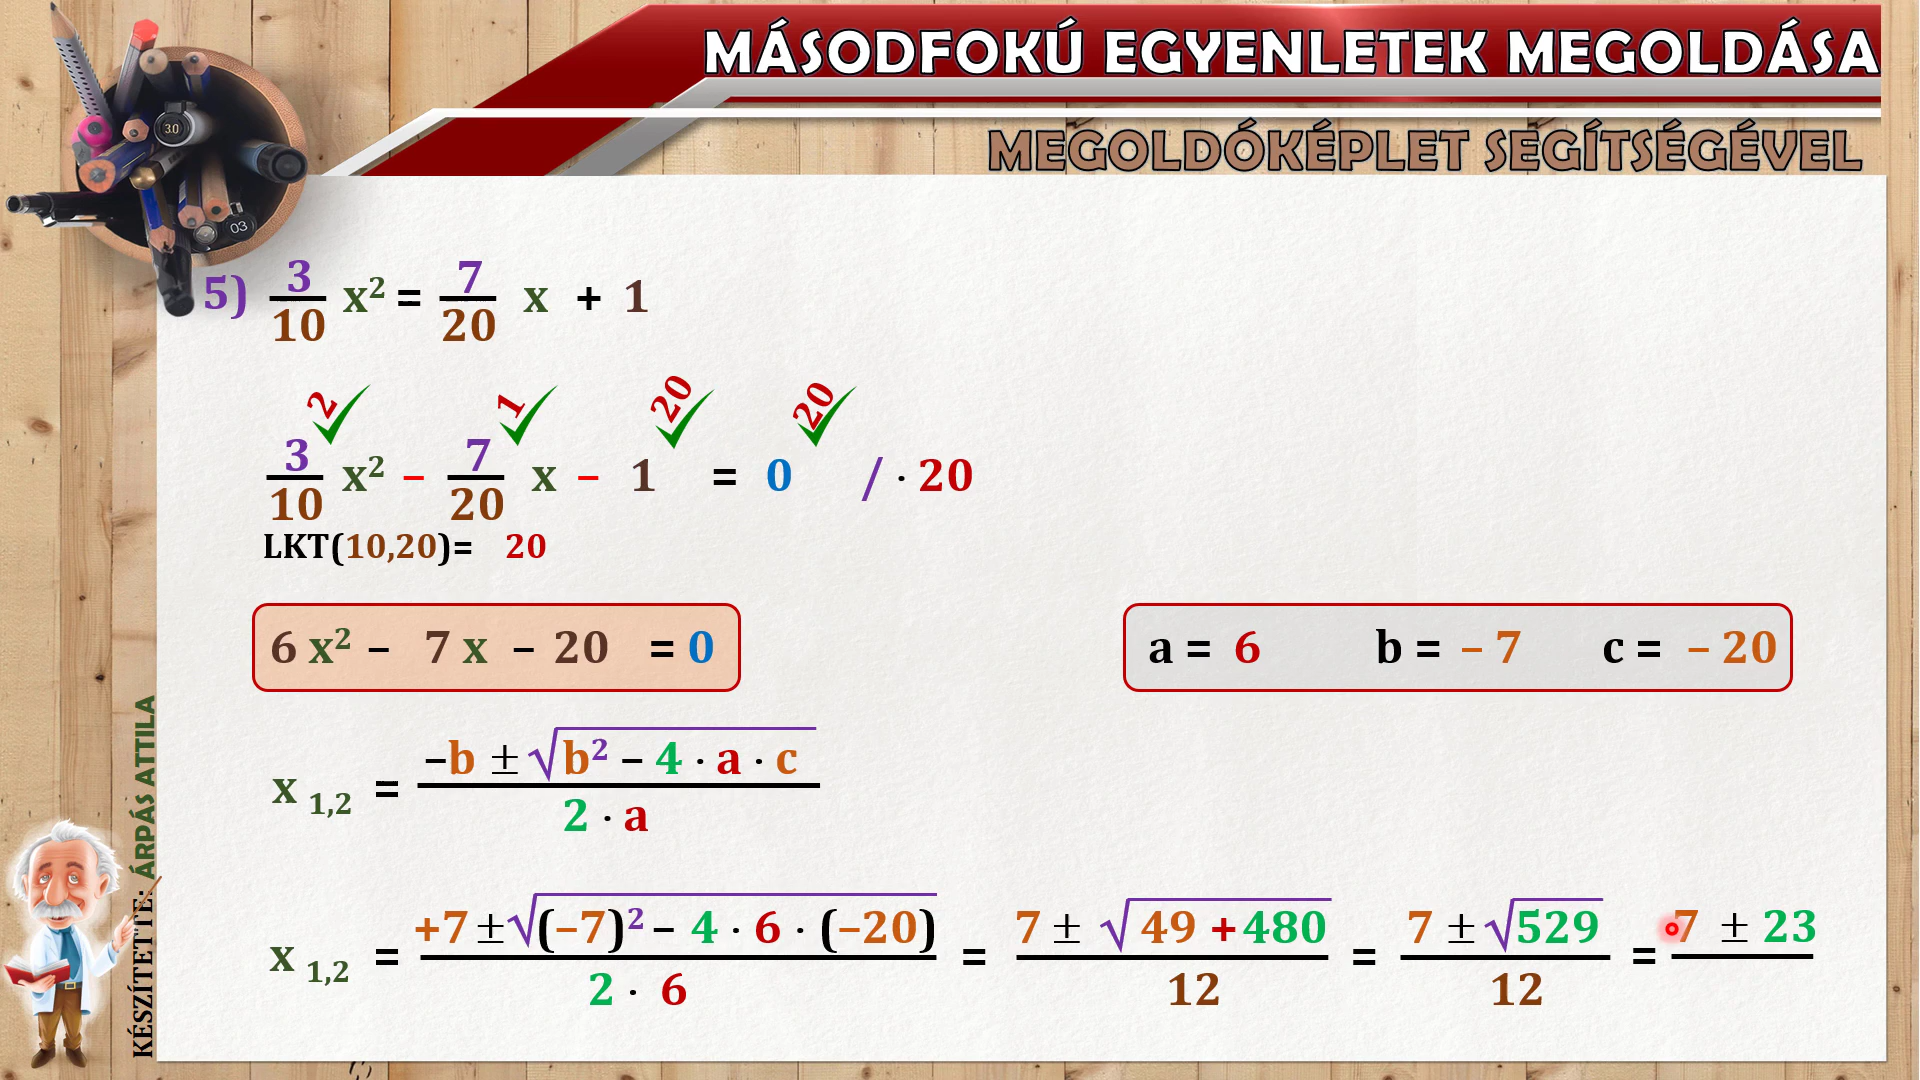 MÁSODFOKÚ EGYENLETEK MEGOLDÁSA
MEGOLDÓKÉPLET SEGÍTSÉGÉVEL
3.0
03
5) 3/10 x² = 7/20 x + 1
2 1 20 20
3/10 x² − 7/20 x − 1 = 0 / · 20
LKT(10,20)= 20
6 x² − 7 x − 20 = 0
a = 6 b = − 7 c = − 20
x 1,2 = −b ± √b² − 4 · a · c / 2 · a
x 1,2 = +7 ± √(−7)² − 4 · 6 · (−20) / 2 · 6 = 7 ± √49 + 480 / 12 = 7 ± √529 / 12 = 7 ± 23
KÉSZÍTETTE: ÁRPÁS ATTILA